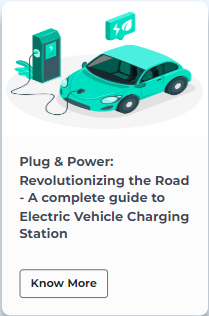 Plug & Power:
Revolutionizing the Road
- A complete guide to
Electric Vehicle Charging
Station
Know More